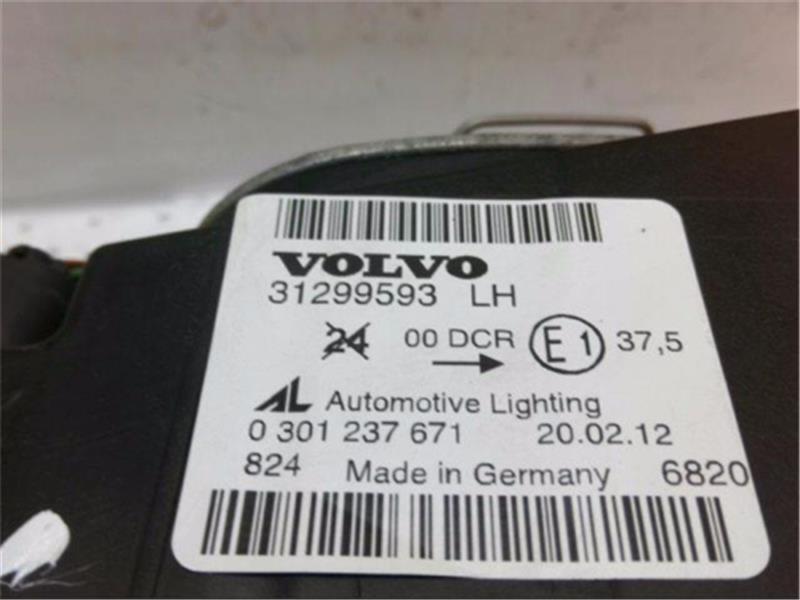 VOLVO
31299593 LH
24 00 DCR E1 37,5
AL Automotive Lighting
0 301 237 671 20.02.12
824 Made in Germany 6820